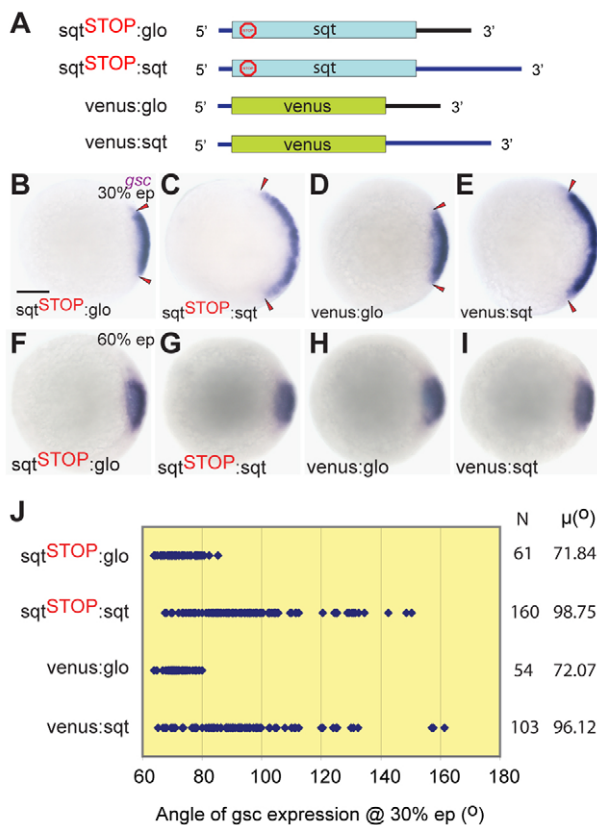 A
sqtSTOP:glo 5’ STOP sqt 3’
sqtSTOP:sqt 5’ STOP sqt 3’
venus:glo 5’ venus 3’
venus:sqt 5’ venus 3’
B gsc 30% ep sqtSTOP:glo
C sqtSTOP:sqt
D venus:glo
E venus:sqt
F 60% ep sqtSTOP:glo
G sqtSTOP:sqt
H venus:glo
I venus:sqt
J N µ(o)
sqtSTOP:glo 61 71.84
sqtSTOP:sqt 160 98.75
venus:glo 54 72.07
venus:sqt 103 96.12
60 80 100 120 140 160 180
Angle of gsc expression @ 30% ep (o)